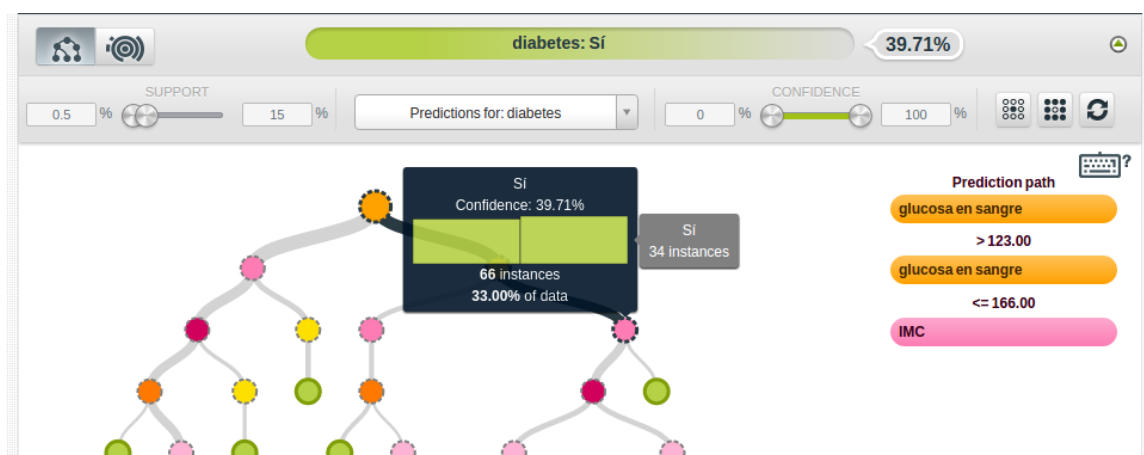 diabetes: Sí
39.71%
SUPPORT
0.5 %
15 %
Predictions for: diabetes
CONFIDENCE
0 %
100 %
?
Sí
Confidence: 39.71%
66 instances
33.00% of data
Sí
34 instances
Prediction path
glucosa en sangre
> 123.00
glucosa en sangre
<= 166.00
IMC